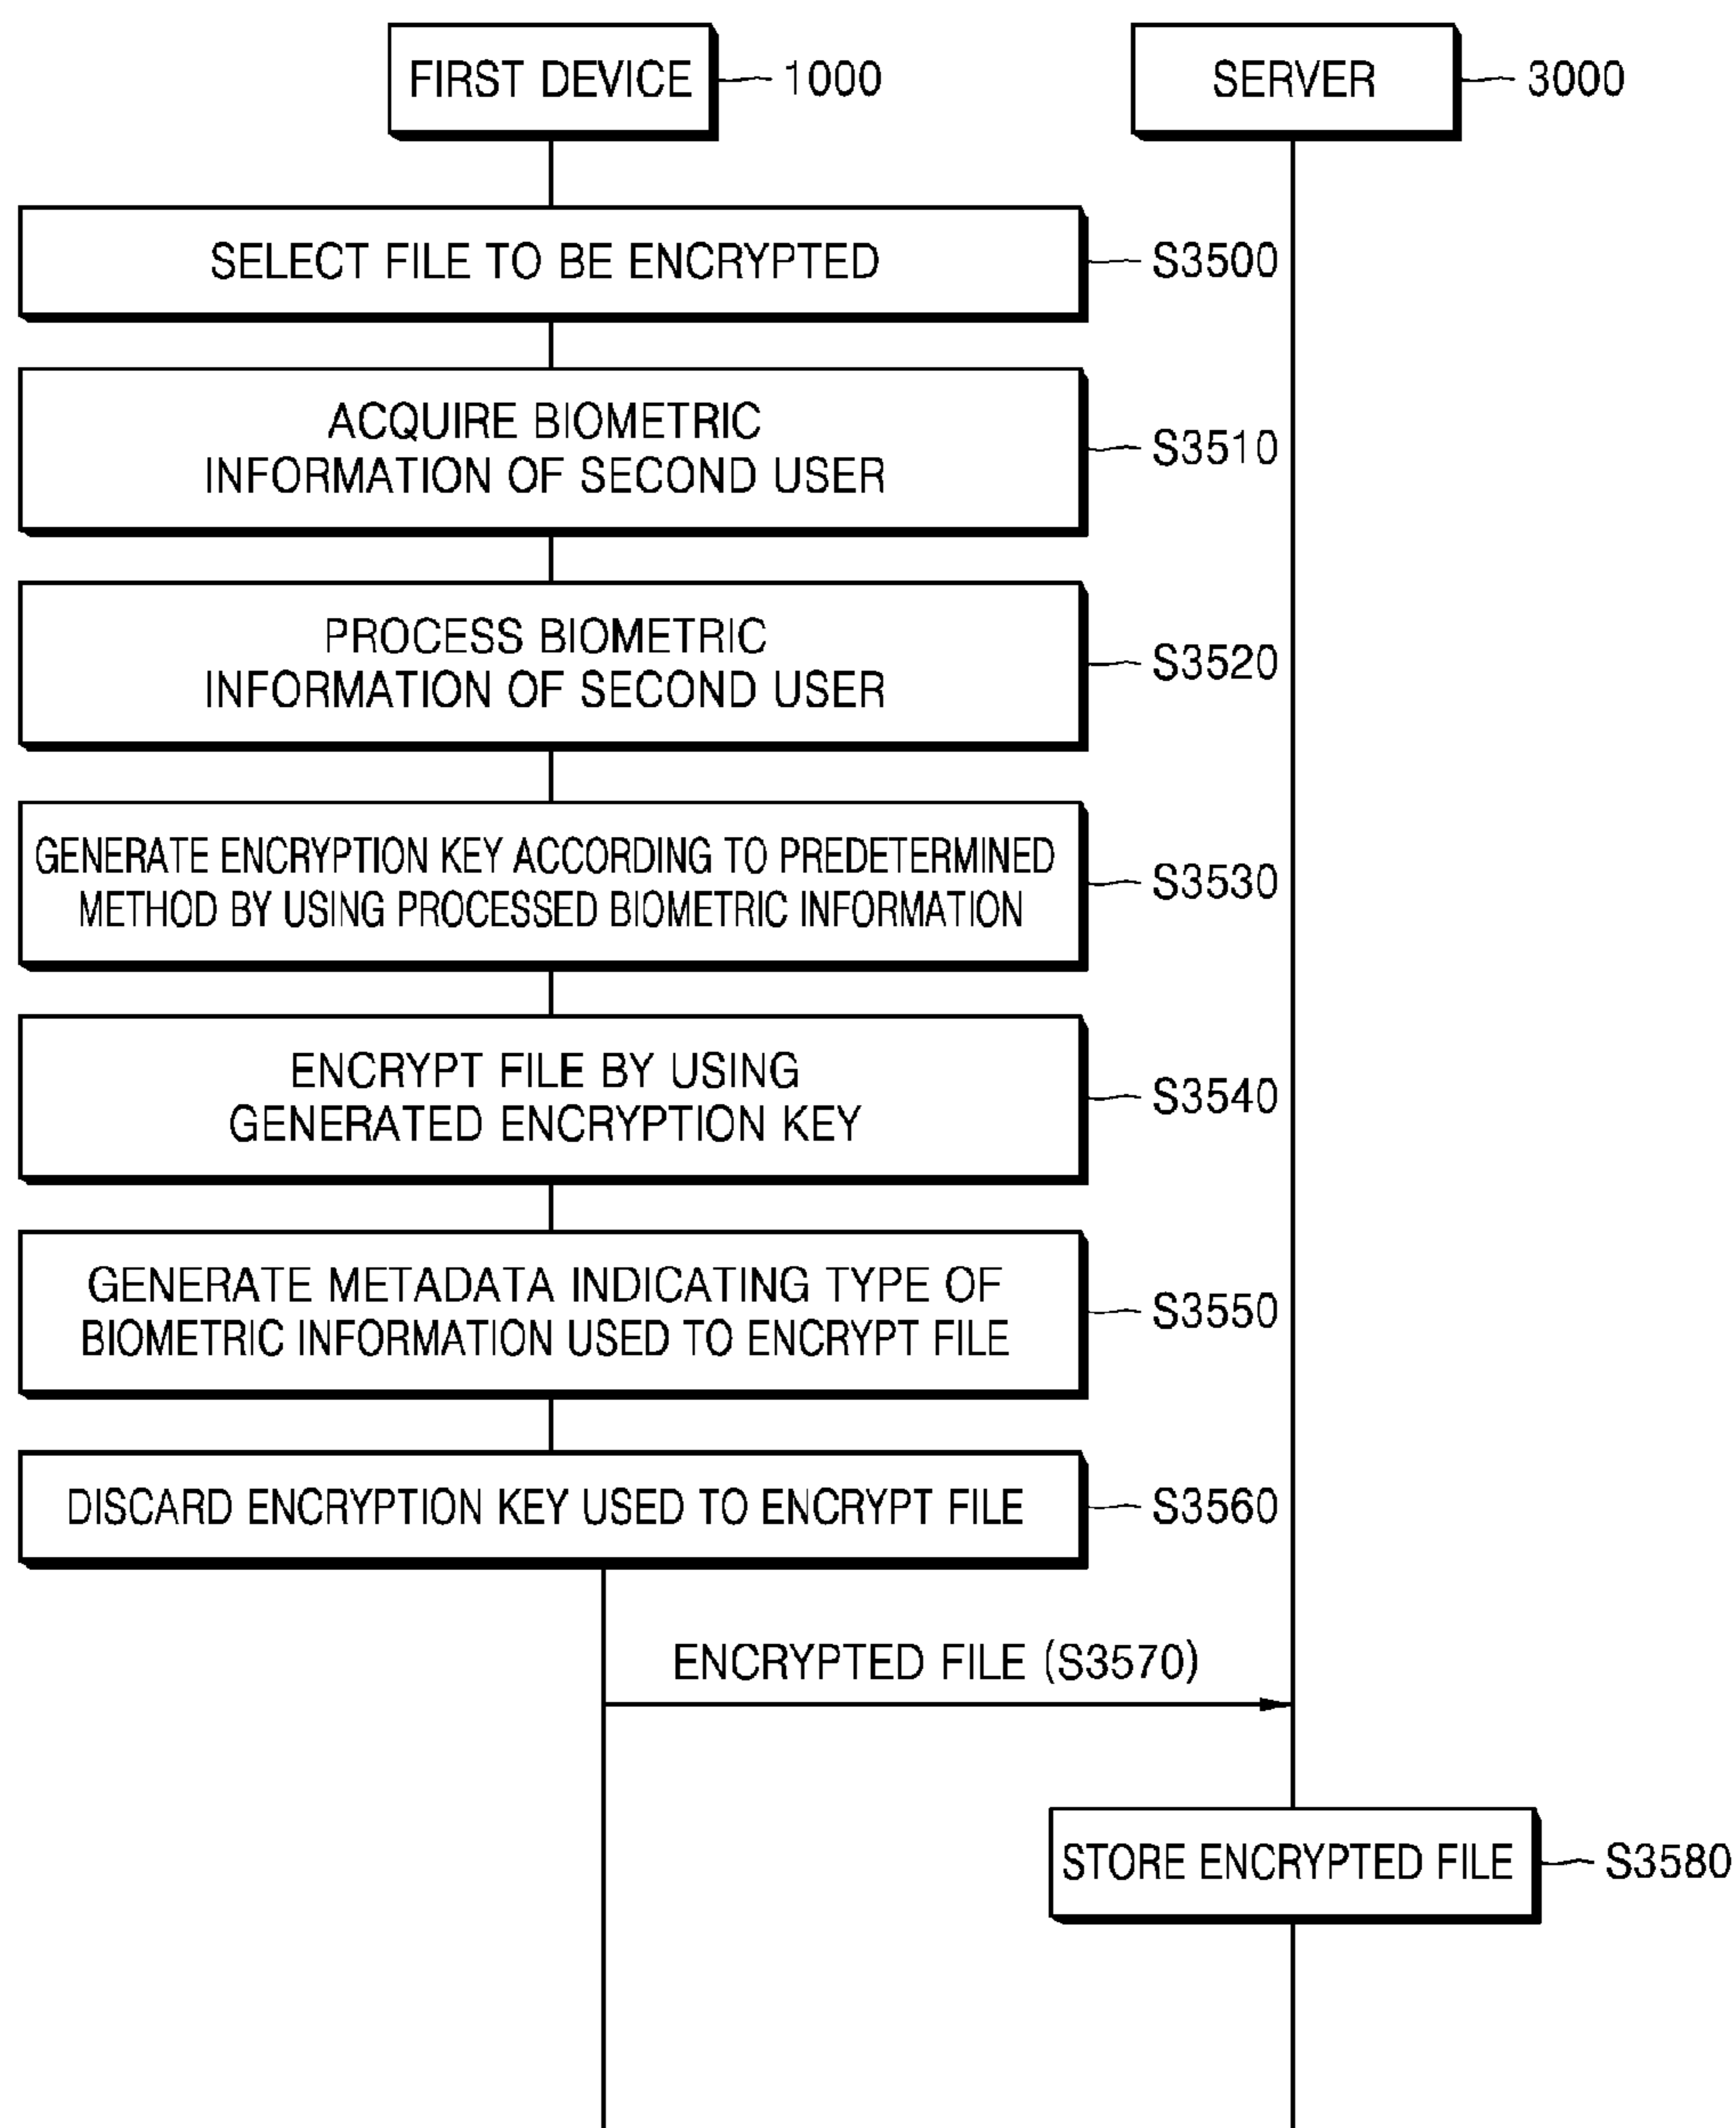 FIRST DEVICE
1000
SERVER
3000
SELECT FILE TO BE ENCRYPTED
S3500
ACQUIRE BIOMETRIC
INFORMATION OF SECOND USER
S3510
PROCESS BIOMETRIC
INFORMATION OF SECOND USER
S3520
GENERATE ENCRYPTION KEY ACCORDING TO PREDETERMINED
METHOD BY USING PROCESSED BIOMETRIC INFORMATION
S3530
ENCRYPT FILE BY USING
GENERATED ENCRYPTION KEY
S3540
GENERATE METADATA INDICATING TYPE OF
BIOMETRIC INFORMATION USED TO ENCRYPT FILE
S3550
DISCARD ENCRYPTION KEY USED TO ENCRYPT FILE
S3560
ENCRYPTED FILE (S3570)
STORE ENCRYPTED FILE
S3580